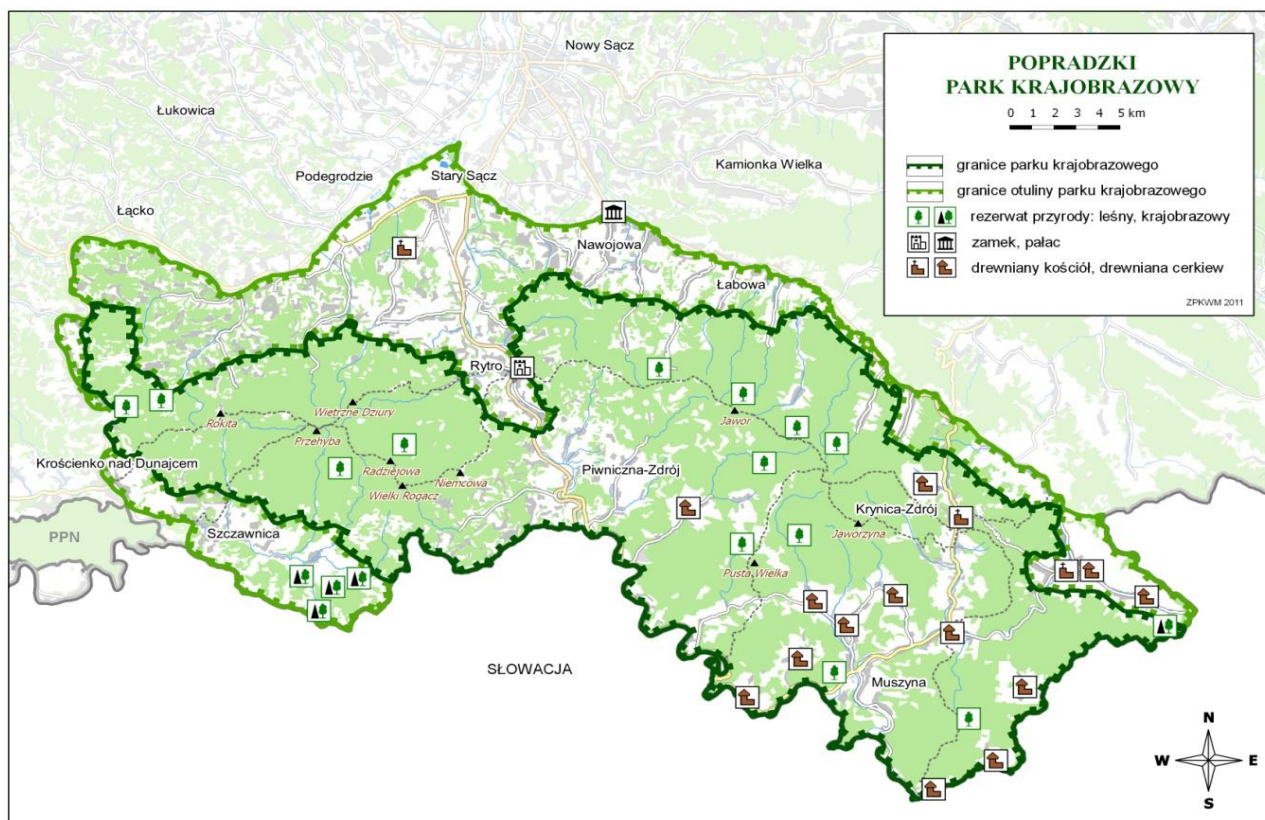 Nowy Sącz
POPRADZKI
PARK KRAJOBRAZOWY
0 1 2 3 4 5 km
granice parku krajobrazowego
granice otuliny parku krajobrazowego
rezerwat przyrody: leśny, krajobrazowy
zamek, pałac
drewniany kościół, drewniana cerkiew
ZPKWM 2011
Łukowica
Kamionka Wielka
Podegrodzie
Stary Sącz
Łącko
Nawojowa
Łabowa
Rytro
Wietrzne Dziury
Rokita
Jawor
Przehyba
Krościenko nad Dunajcem
Radziejowa
Niemcowa
Piwniczna-Zdrój
Wielki Rogacz
Krynica-Zdrój
PPN
Szczawnica
Jaworzyna
Pusta Wielka
SŁOWACJA
Muszyna
N
W E
S